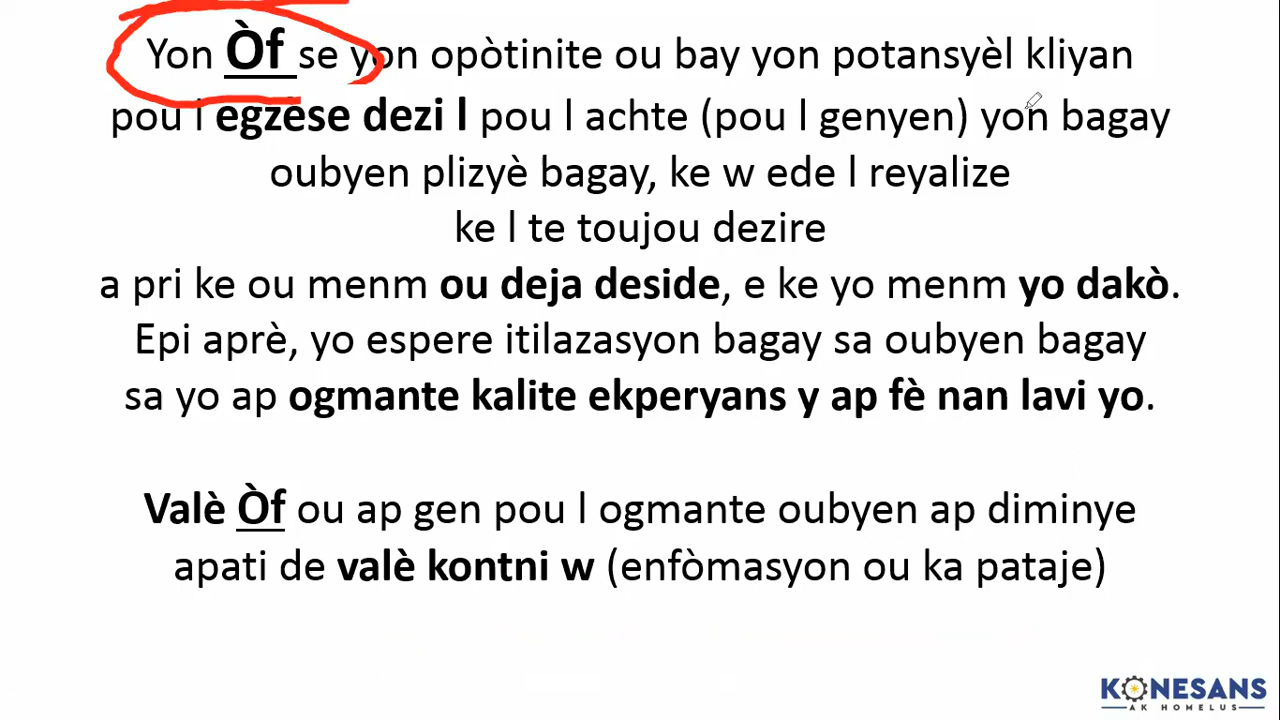 Yon Òf se yon opòtinite ou bay yon potansyèl kliyan
pou l egzèse dezi l pou l achte (pou l genyen) yon bagay
oubyen plizyè bagay, ke w ede l reyalize
ke l te toujou dezire
a pri ke ou menm ou deja deside, e ke yo menm yo dakò.
Epi aprè, yo espere itilazasyon bagay sa oubyen bagay
sa yo ap ogmante kalite ekperyans y ap fè nan lavi yo.
Valè Òf ou ap gen pou l ogmante oubyen ap diminye
apati de valè kontni w (enfòmasyon ou ka pataje)
KONESANS
AK HOMELUS